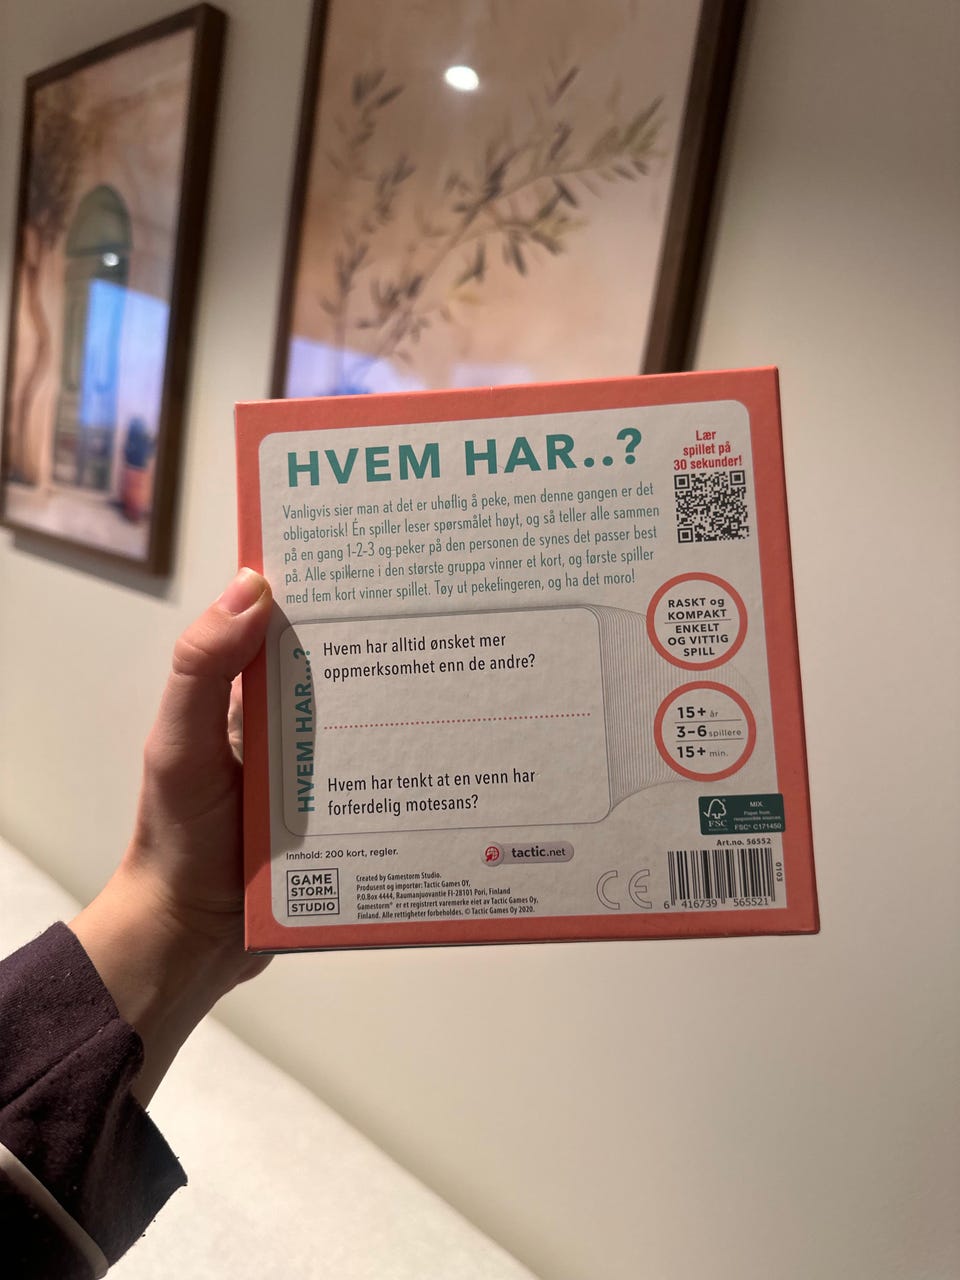 HVEM HAR..?
Vanligvis sier man at det er uhøflig å peke, men denne gangen er det
obligatorisk! Én spiller leser spørsmålet høyt, og så teller alle sammen
på en gang 1-2-3 og peker på den personen de synes det passer best
på. Alle spillerne i den største gruppa vinner et kort, og første spiller
med fem kort vinner spillet. Tøy ut pekefingeren, og ha det moro!
Lær
spillet på
30 sekunder!
RASKT og
KOMPAKT
ENKELT
OG VITTIG
SPILL
HVEM HAR...?
Hvem har alltid ønsket mer
oppmerksomhet enn de andre?
Hvem har tenkt at en venn har
forferdelig motesans?
15+ år
3-6 spillere
15+ min.
FSC
MIX
Paper from
responsible sources
FSC® C171450
Innhold: 200 kort, regler.
tactic.net
Art.no. 56552
GAME
STORM.
STUDIO
Created by Gamestorm Studio.
Produsent og importør: Tactic Games OY,
P.O.Box 4444, Raumanjuovantie FI-28101 Pori, Finland
Gamestorm® er et registrert varemerke eiet av Tactic Games Oy,
Finland. Alle rettigheter forbeholdes. © Tactic Games Oy 2020.
CE
0103
6 416739 565521